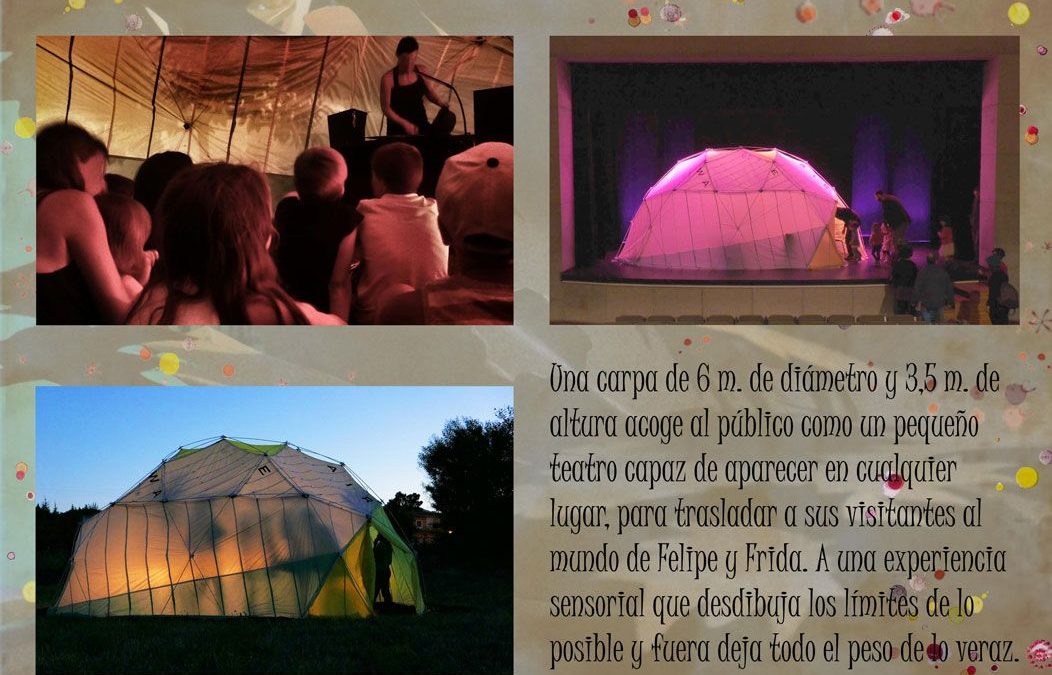 Una carpa de 6 m. de diámetro y 3,5 m. de
altura acoge al público como un pequeño
teatro capaz de aparecer en cualquier
lugar, para trasladar a sus visitantes al
mundo de Felipe y Frida. A una experiencia
sensorial que desdibuja los límites de lo
posible y fuera deja todo el peso de lo veraz.